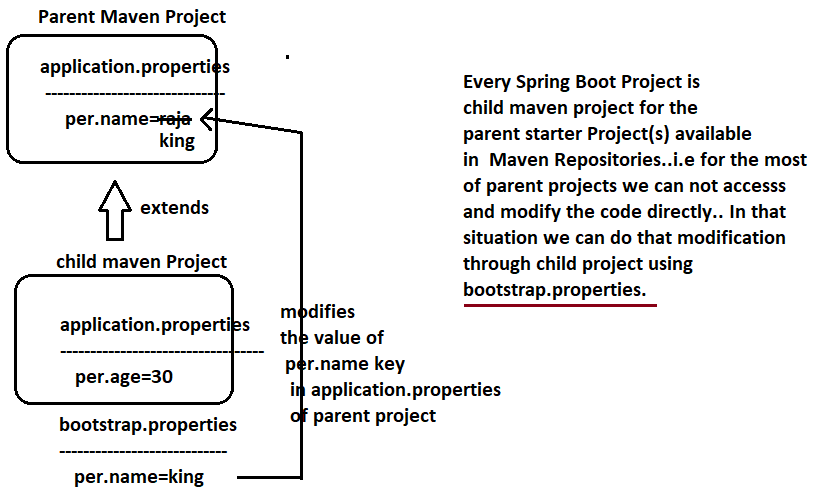 Parent Maven Project
application.properties
------------------------------
per.name=raja
king
extends
child maven Project
application.properties
----------------------------------
per.age=30
bootstrap.properties
----------------------------
per.name=king
modifies
the value of
per.name key
in application.properties
of parent project
Every Spring Boot Project is
child maven project for the
parent starter Project(s) available
in Maven Repositories..i.e for the most
of parent projects we can not accesss
and modify the code directly.. In that
situation we can do that modification
through child project using
bootstrap.properties.